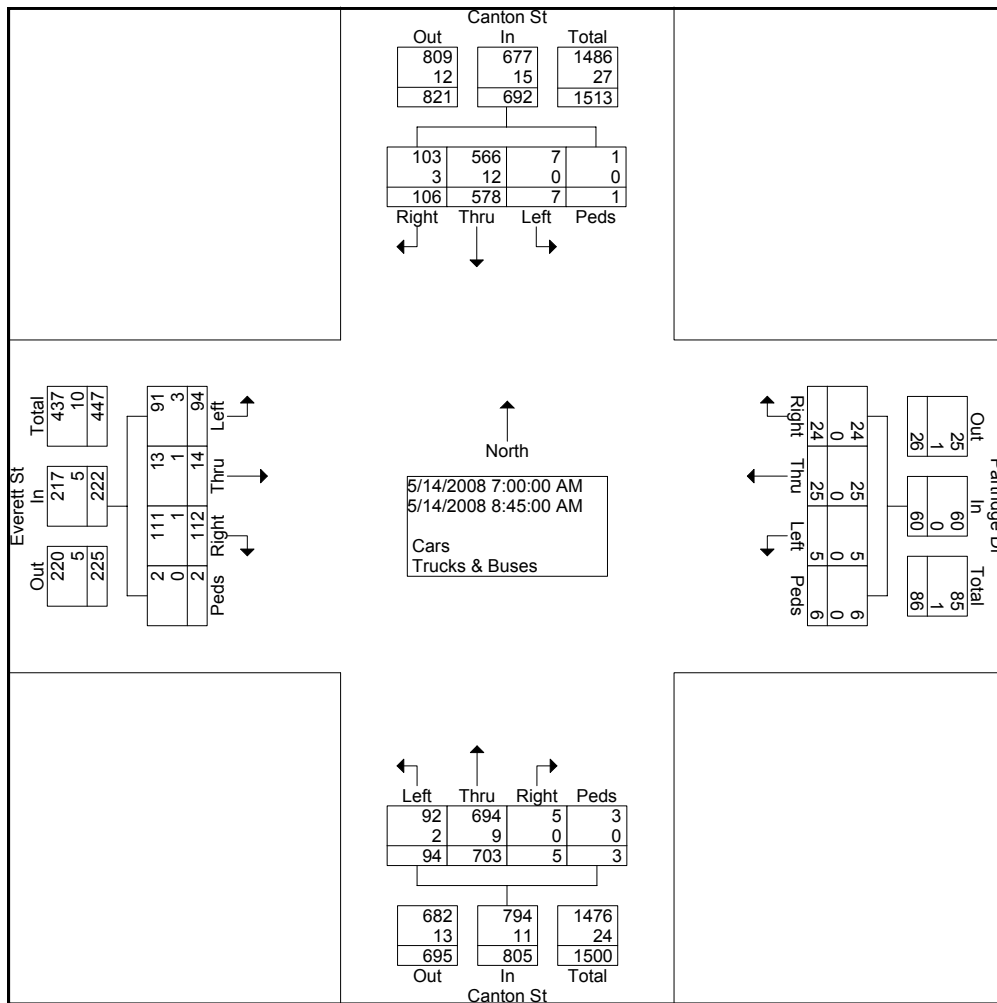 Canton St
Out In Total
809 677 1486
12 15 27
821 692 1513
103 566 7 1
3 12 0 0
106 578 7 1
Right Thru Left Peds
Everett St
Total In Out
437 217 220
10 5 5
447 222 225
91 13 111 2
3 1 1 0
94 14 112 2
Left Thru Right Peds
North
5/14/2008 7:00:00 AM
5/14/2008 8:45:00 AM
Cars
Trucks & Buses
Right Thru Left Peds
24 25 5 6
0 0 0 0
24 25 5 6
Out In Total
25 60 85
1 0 1
26 60 86
Left Thru Right Peds
92 694 5 3
2 9 0 0
94 703 5 3
682 794 1476
13 11 24
695 805 1500
Out In Total
Canton St